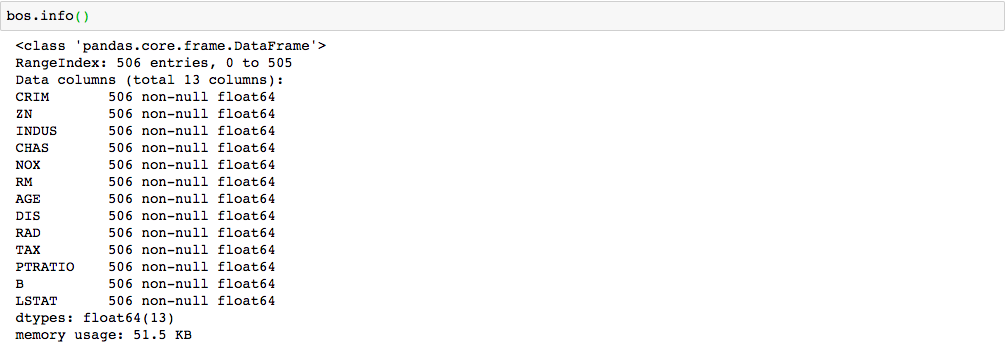 bos.info()
<class 'pandas.core.frame.DataFrame'>
RangeIndex: 506 entries, 0 to 505
Data columns (total 13 columns):
CRIM       506 non-null float64
ZN         506 non-null float64
INDUS      506 non-null float64
CHAS       506 non-null float64
NOX        506 non-null float64
RM         506 non-null float64
AGE        506 non-null float64
DIS        506 non-null float64
RAD        506 non-null float64
TAX        506 non-null float64
PTRATIO    506 non-null float64
B          506 non-null float64
LSTAT      506 non-null float64
dtypes: float64(13)
memory usage: 51.5 KB